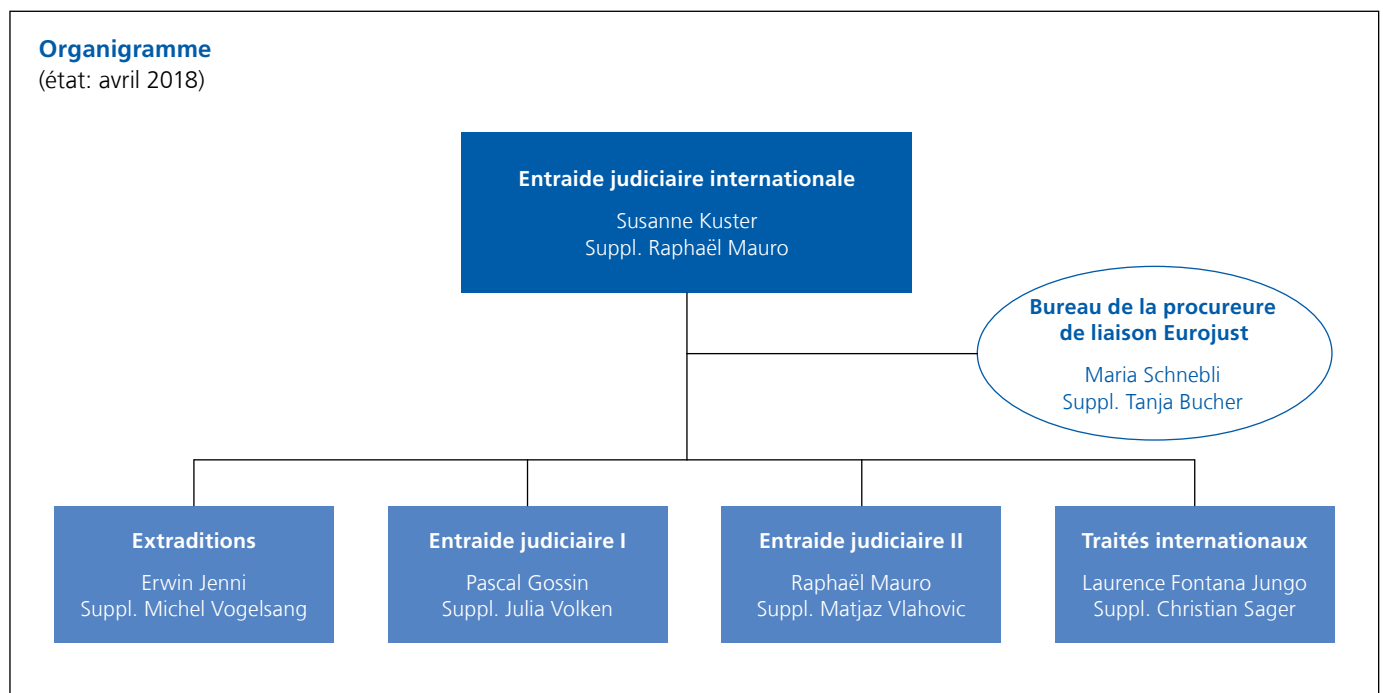 Organigramme
(état: avril 2018)
Entraide judiciaire internationale
Susanne Kuster
Suppl. Raphaël Mauro
Bureau de la procureure
de liaison Eurojust
Maria Schnebli
Suppl. Tanja Bucher
Extraditions
Erwin Jenni
Suppl. Michel Vogelsang
Entraide judiciaire I
Pascal Gossin
Suppl. Julia Volken
Entraide judiciaire II
Raphaël Mauro
Suppl. Matjaz Vlahovic
Traités internationaux
Laurence Fontana Jungo
Suppl. Christian Sager